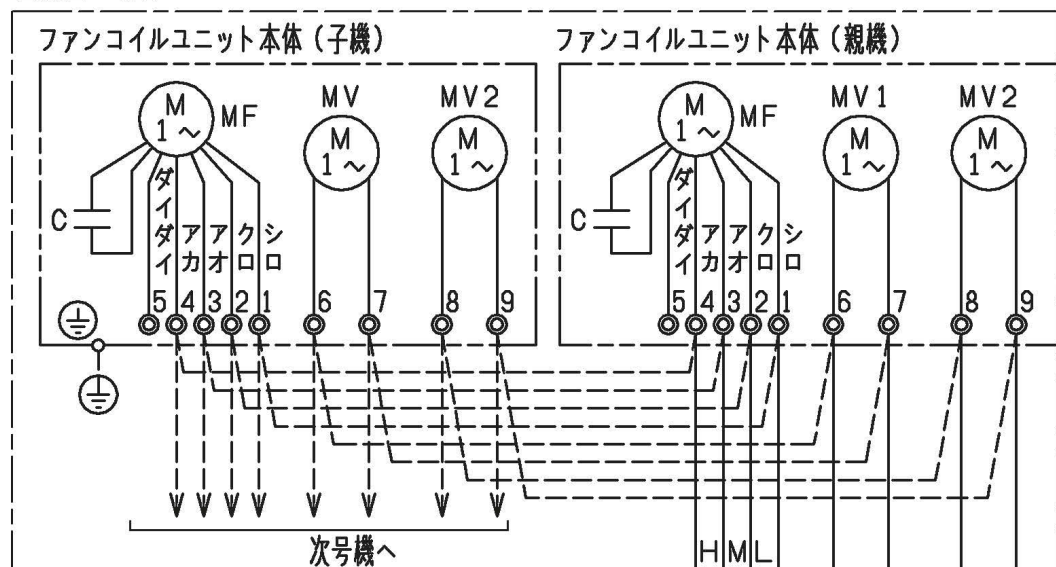 ファンコイルユニット本体（子機）
M
1～
MF
MV
M
1～
MV2
M
1～
C
ダイダイ
アカ
アオ
クロ
シロ
5 4 3 2 1 6 7 8 9
ファンコイルユニット本体（親機）
M
1～
MF
MV1
M
1～
MV2
M
1～
C
ダイダイ
アカ
アオ
クロ
シロ
5 4 3 2 1 6 7 8 9
次号機へ
H M L